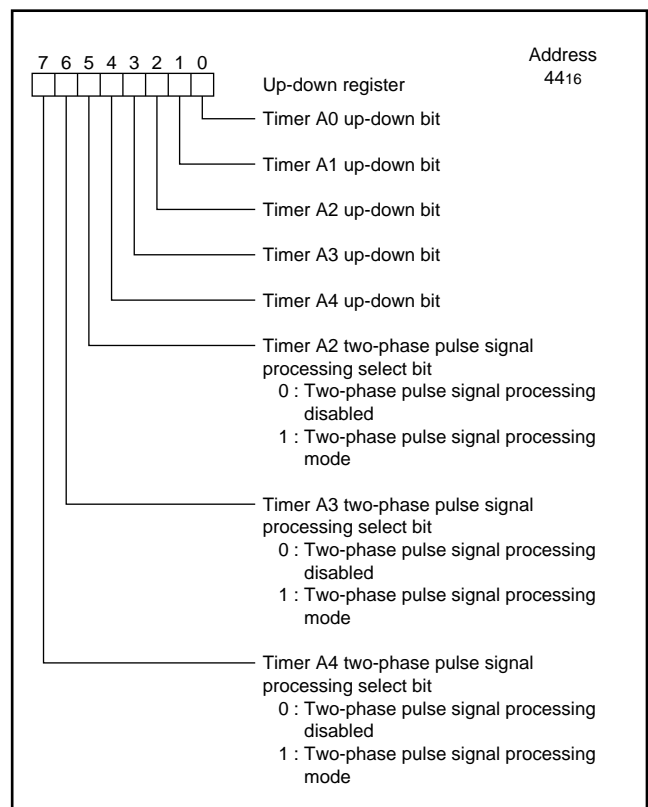 Address
4416
7 6 5 4 3 2 1 0
Up-down register
Timer A0 up-down bit
Timer A1 up-down bit
Timer A2 up-down bit
Timer A3 up-down bit
Timer A4 up-down bit
Timer A2 two-phase pulse signal
processing select bit
0 : Two-phase pulse signal processing
disabled
1 : Two-phase pulse signal processing
mode
Timer A3 two-phase pulse signal
processing select bit
0 : Two-phase pulse signal processing
disabled
1 : Two-phase pulse signal processing
mode
Timer A4 two-phase pulse signal
processing select bit
0 : Two-phase pulse signal processing
disabled
1 : Two-phase pulse signal processing
mode